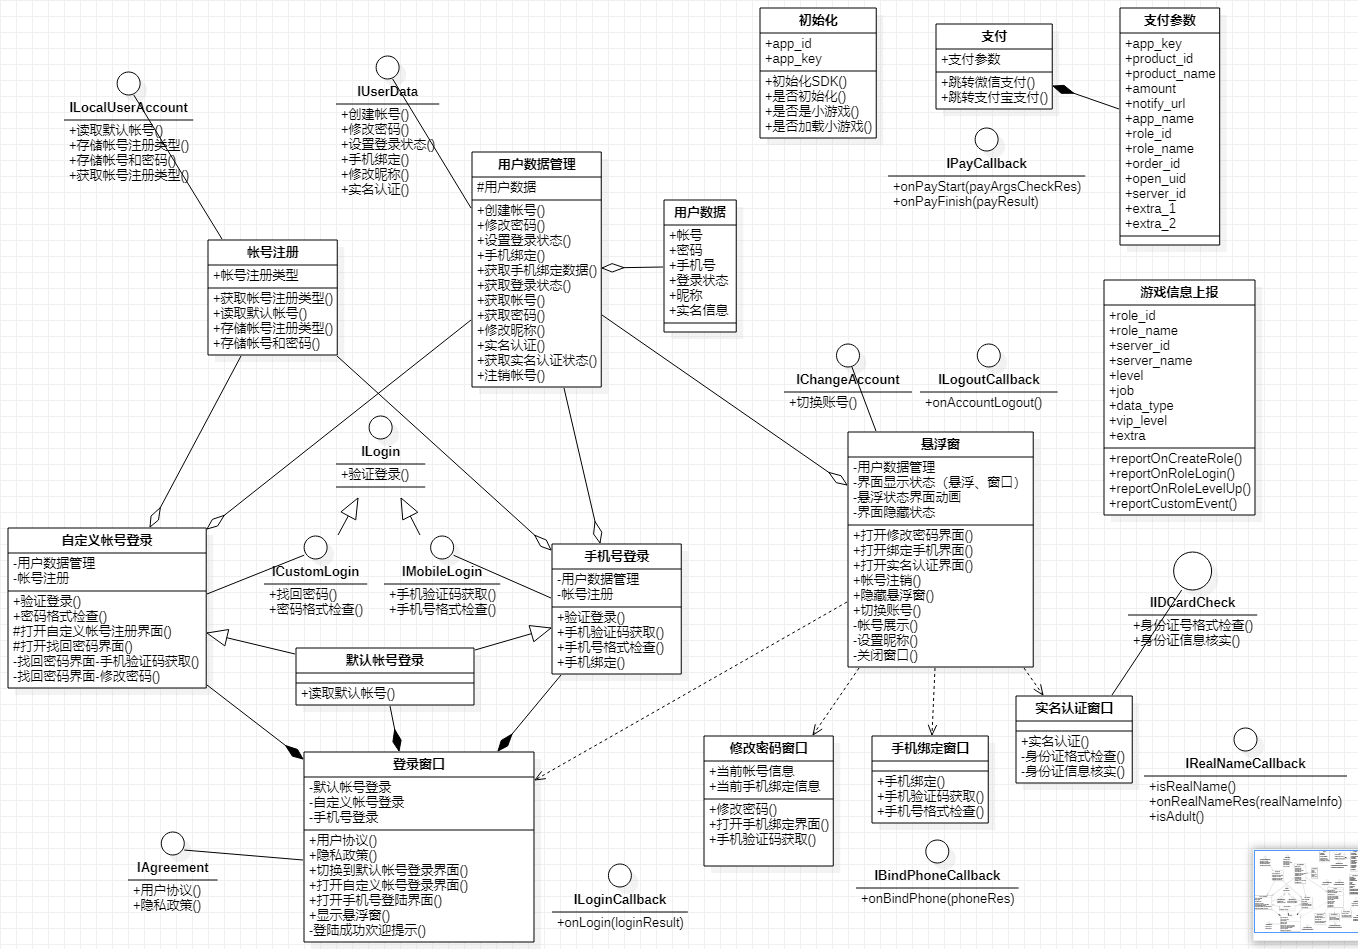 ILocalUserAccount
+读取默认帐号()
+存储帐号注册类型()
+存储帐号和密码()
+获取帐号注册类型()
IUserData
+创建帐号()
+修改密码()
+设置登录状态()
+手机绑定()
+修改昵称()
+实名认证()
用户数据管理
#用户数据
+创建帐号()
+修改密码()
+设置登录状态()
+手机绑定()
+获取手机绑定数据()
+获取登录状态()
+获取帐号()
+获取密码()
+修改昵称()
+实名认证()
+获取实名认证状态()
+注销帐号()
用户数据
+帐号
+密码
+手机号
+登录状态
+昵称
+实名信息
初始化
+app_id
+app_key
+初始化SDK()
+是否初始化()
+是否是小游戏()
+是否加载小游戏()
支付
+支付参数
+跳转微信支付()
+跳转支付宝支付()
支付参数
+app_key
+product_id
+product_name
+amount
+notify_url
+app_name
+role_id
+role_name
+order_id
+open_uid
+server_id
+extra_1
+extra_2
IPayCallback
+onPayStart(payArgsCheckRes)
+onPayFinish(payResult)
帐号注册
+帐号注册类型
+获取帐号注册类型()
+读取默认帐号()
+存储帐号注册类型()
+存储帐号和密码()
游戏信息上报
+role_id
+role_name
+server_id
+server_name
+level
+job
+data_type
+vip_level
+extra
+reportOnCreateRole()
+reportOnRoleLogin()
+reportOnRoleLevelUp()
+reportCustomEvent()
IChangeAccount
+切换账号()
ILogoutCallback
+onAccountLogout()
ILogin
+验证登录()
悬浮窗
-用户数据管理
-界面显示状态（悬浮、窗口）
-悬浮状态界面动画
-界面隐藏状态
+打开修改密码界面()
+打开绑定手机界面()
+打开实名认证界面()
+帐号注销()
+隐藏悬浮窗()
+切换账号()
-帐号展示()
-设置昵称()
-关闭窗口()
自定义帐号登录
-用户数据管理
-帐号注册
+验证登录()
+密码格式检查()
#打开自定义帐号注册界面()
#打开找回密码界面()
-找回密码界面-手机验证码获取()
-找回密码界面-修改密码()
ICustomLogin
+找回密码()
+密码格式检查()
IMobileLogin
+手机验证码获取()
+手机号格式检查()
手机号登录
-用户数据管理
-帐号注册
+验证登录()
+手机验证码获取()
+手机号格式检查()
+手机绑定()
默认帐号登录
+读取默认帐号()
IIDCardCheck
+身份证号格式检查()
+身份证信息核实()
实名认证窗口
+实名认证()
-身份证格式检查()
-身份证信息核实()
修改密码窗口
+当前帐号信息
+当前手机绑定信息
+修改密码()
+打开手机绑定界面()
+手机验证码获取()
手机绑定窗口
+手机绑定()
+手机验证码获取()
+手机号格式检查()
IRealNameCallback
+isRealName()
+onRealNameRes(realNameInfo)
+isAdult()
登录窗口
-默认帐号登录
-自定义帐号登录
-手机号登录
+用户协议()
+隐私政策()
+切换到默认帐号登录界面()
+打开自定义帐号登录界面()
+打开手机号登陆界面()
+显示悬浮窗()
-登陆成功欢迎提示()
IAgreement
+用户协议()
+隐私政策()
ILoginCallback
+onLogin(loginResult)
IBindPhoneCallback
+onBindPhone(phoneRes)